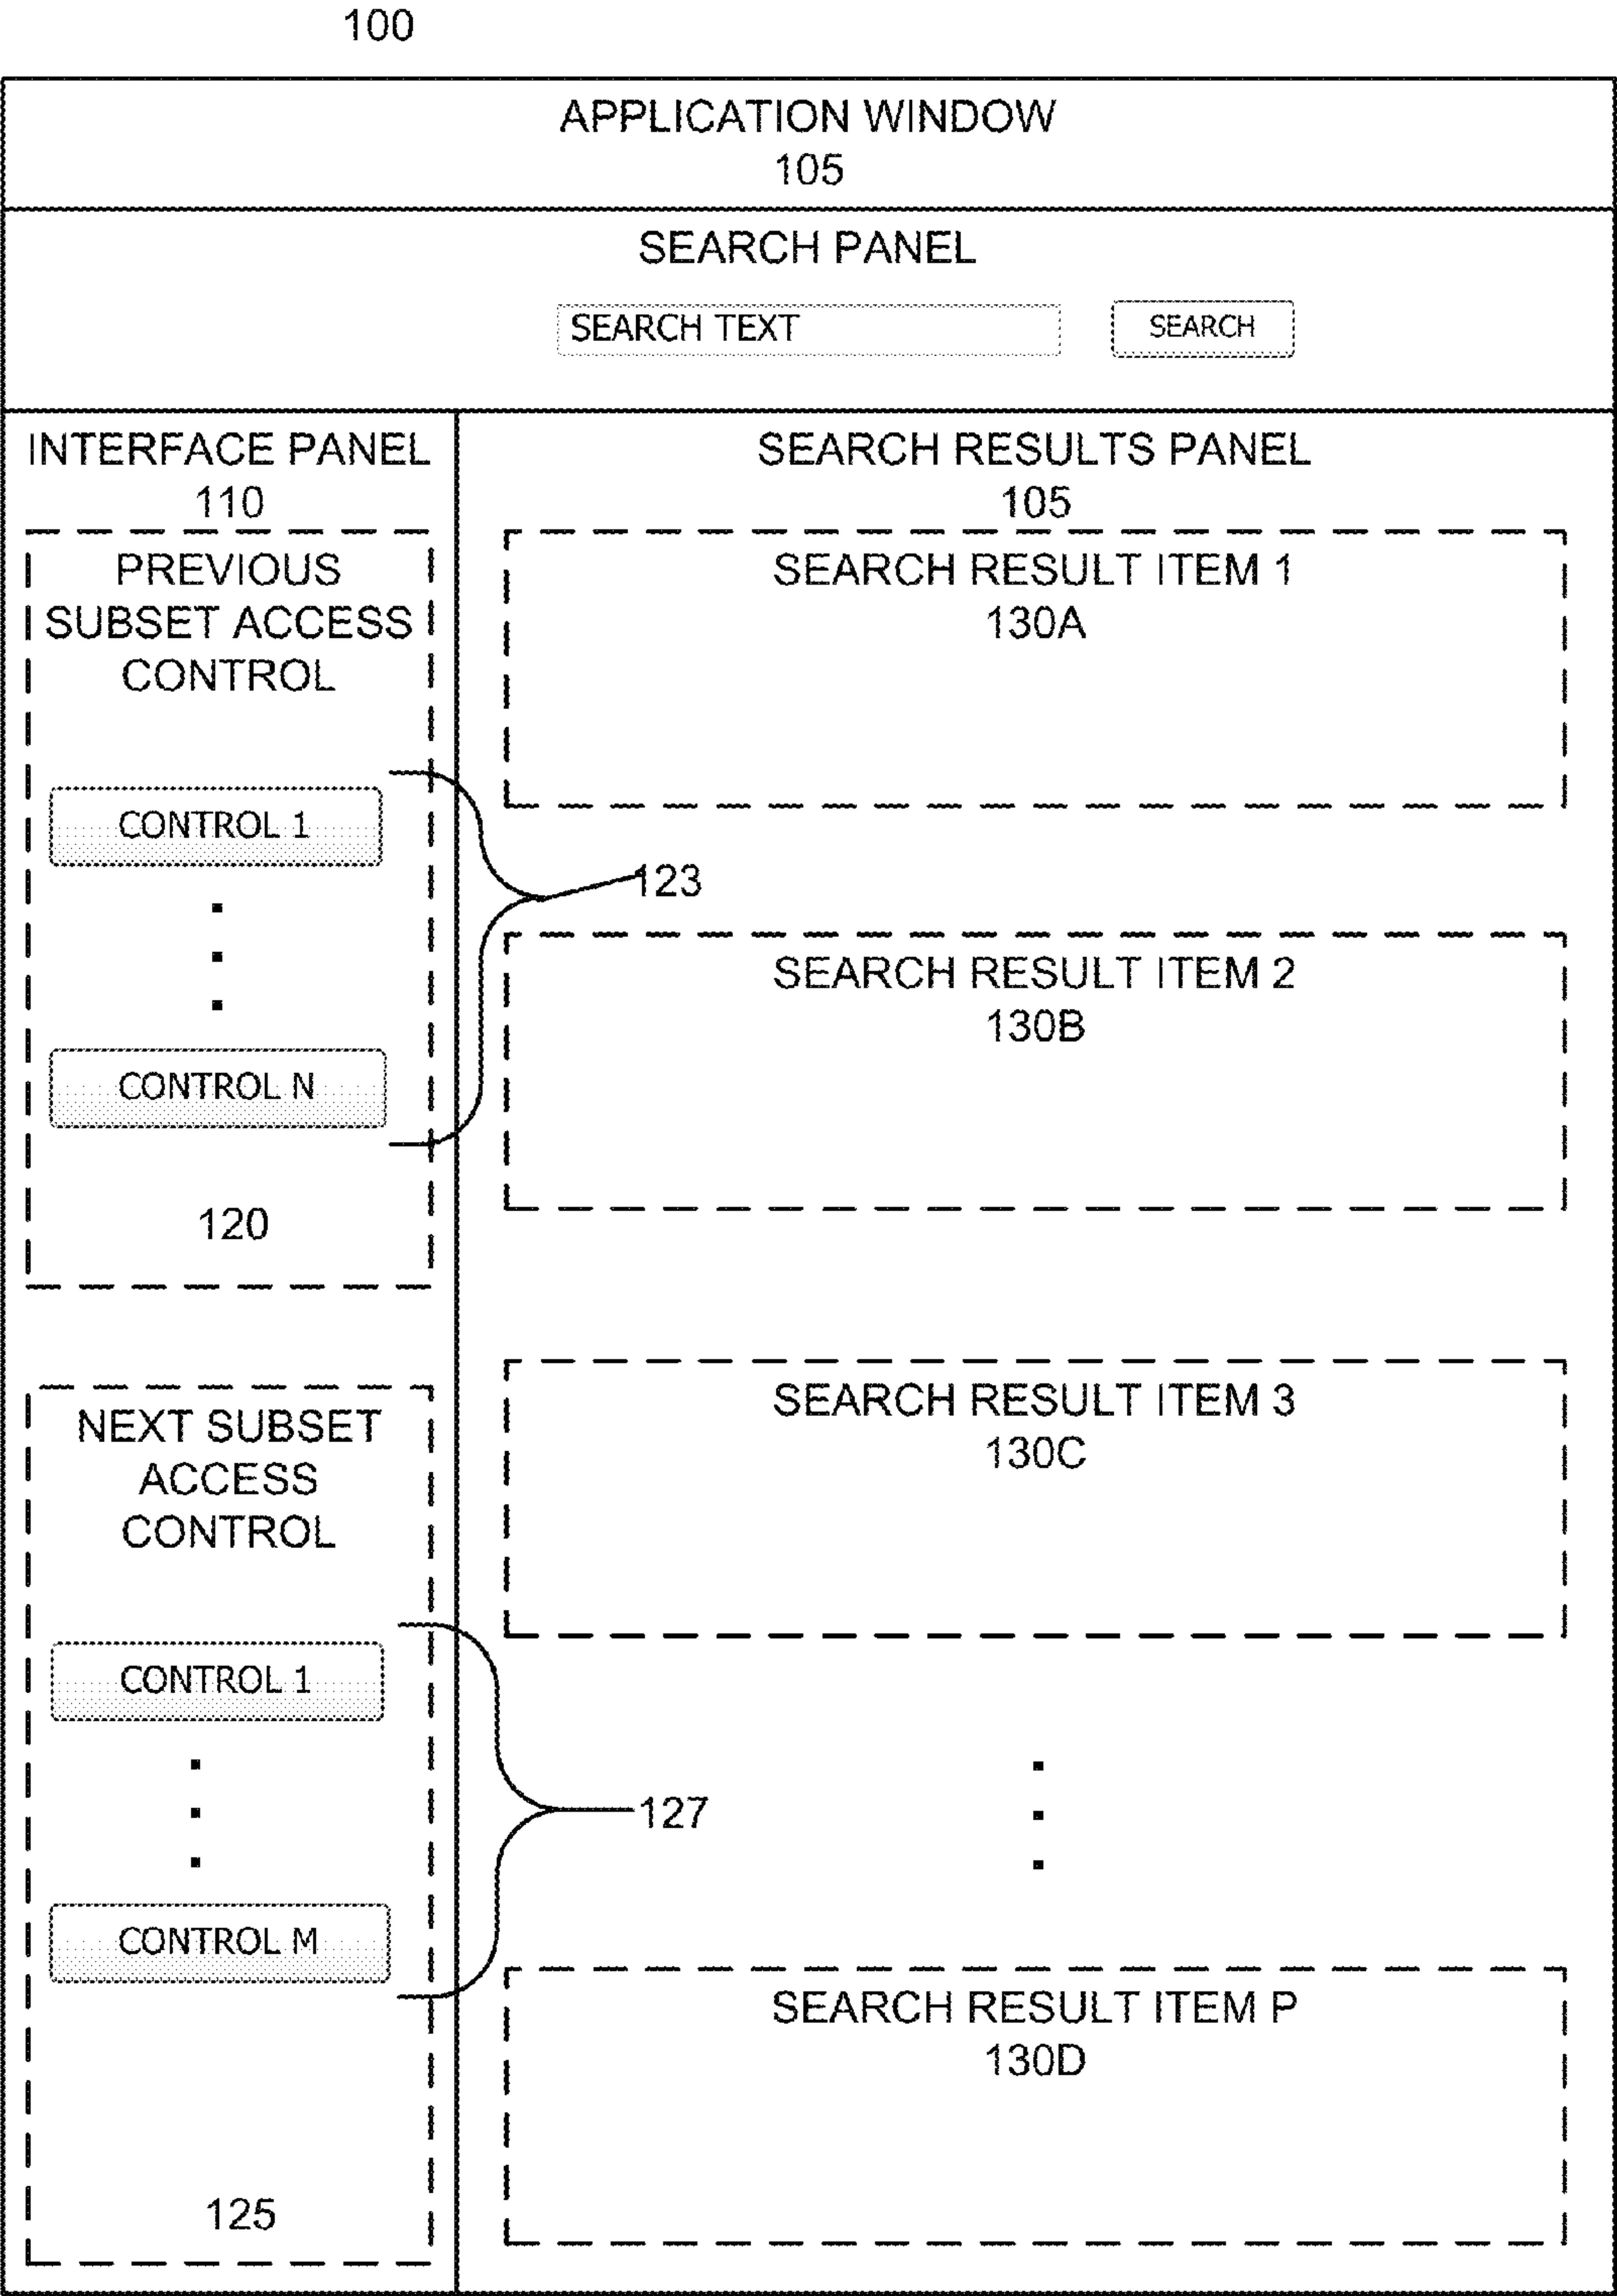 100
APPLICATION WINDOW
105
SEARCH PANEL
SEARCH TEXT
SEARCH
INTERFACE PANEL
110
PREVIOUS
SUBSET ACCESS
CONTROL
CONTROL 1
CONTROL N
123
120
NEXT SUBSET
ACCESS
CONTROL
CONTROL 1
CONTROL M
127
125
SEARCH RESULTS PANEL
105
SEARCH RESULT ITEM 1
130A
SEARCH RESULT ITEM 2
130B
SEARCH RESULT ITEM 3
130C
SEARCH RESULT ITEM P
130D